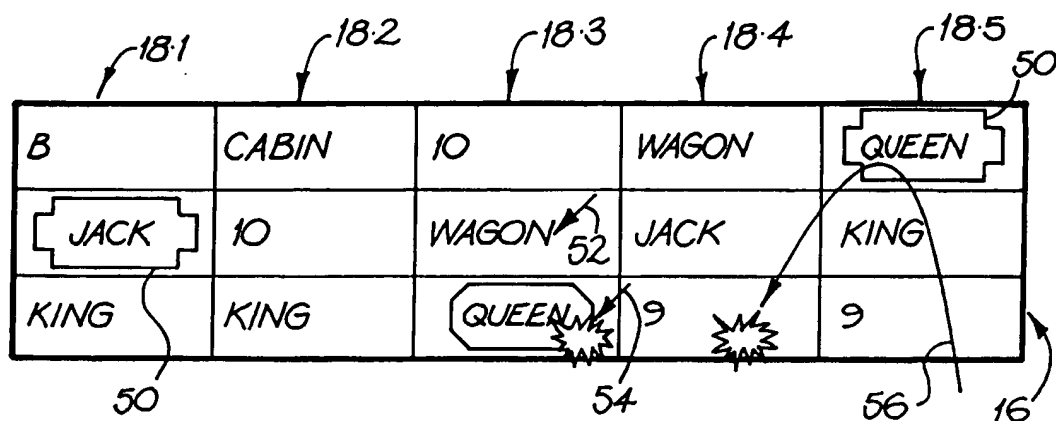 18·1 18·2 18·3 18·4 18·5 50
B CABIN 10 WAGON QUEEN
JACK 10 WAGON 52 JACK KING
KING KING QUEEN 9 9
50 54 56 16